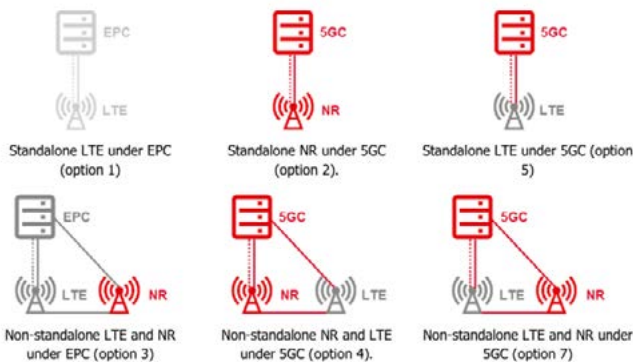 EPC
5GC
5GC
LTE
NR
LTE
Standalone LTE under EPC
(option 1)
Standalone NR under 5GC
(option 2).
Standalone LTE under 5GC (option
5)
EPC
5GC
5GC
LTE
NR
NR
LTE
LTE
NR
Non-standalone LTE and NR
under EPC (option 3)
Non-standalone NR and LTE
under 5GC (option 4).
Non-standalone LTE and NR under
5GC (option 7)